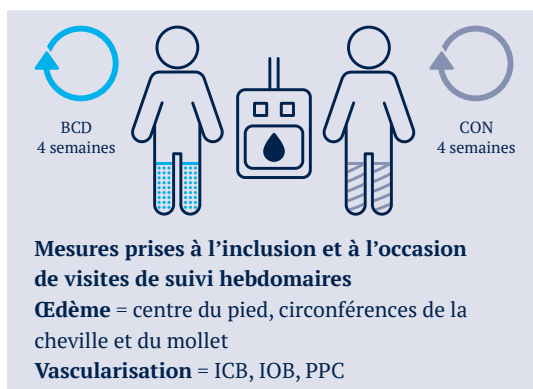 BCD
4 semaines
CON
4 semaines
Mesures prises à l’inclusion et à l’occasion
de visites de suivi hebdomaires
Œdème = centre du pied, circonférences de la
cheville et du mollet
Vascularisation = ICB, IOB, PPC